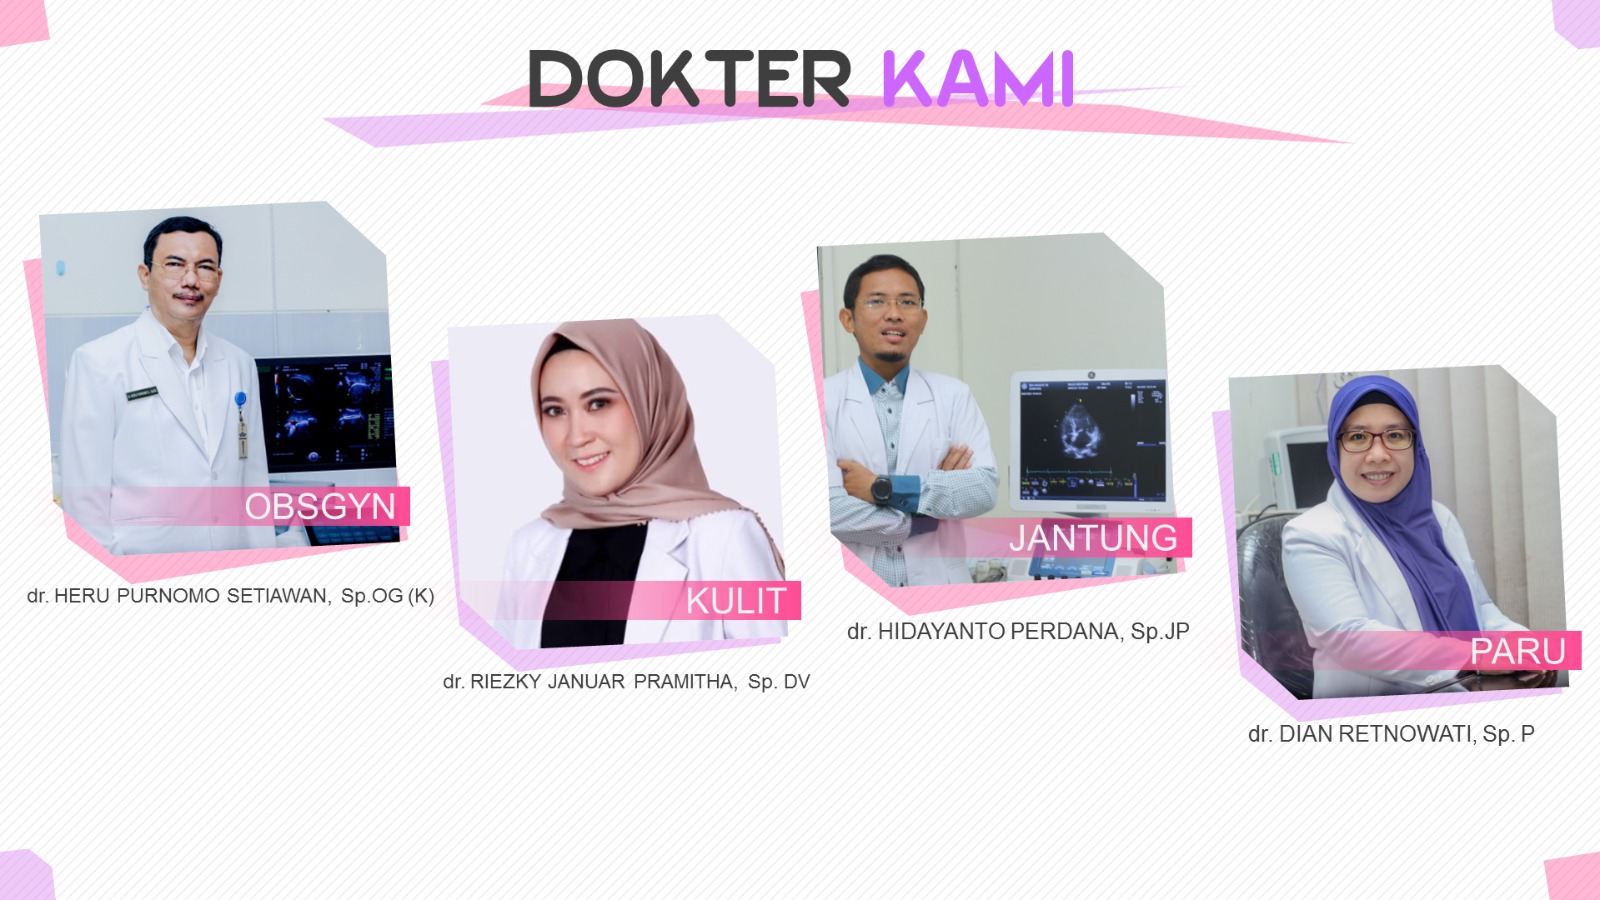 DOKTER KAMI
OBSGYN
dr. HERU PURNOMO SETIAWAN, Sp.OG (K)
KULIT
dr. RIEZKY JANUAR PRAMITHA, Sp. DV
JANTUNG
dr. HIDAYANTO PERDANA, Sp.JP
PARU
dr. DIAN RETNOWATI, Sp. P